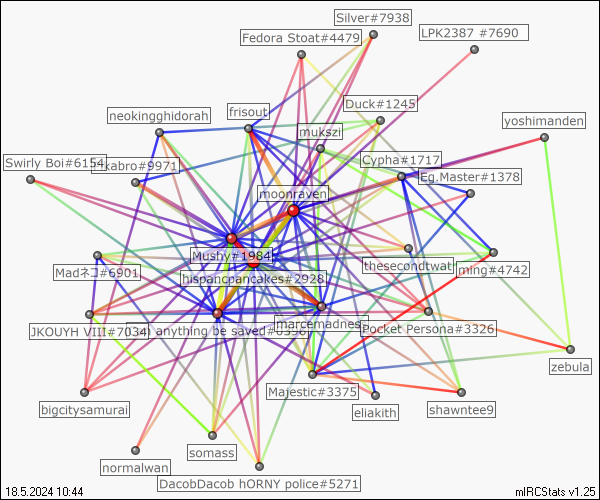 Silver#7938
Fedora Stoat#4479
LPK2387 #7690
Duck#1245
neokingghidorah
frisout
mukszi
yoshimanden
Swirly Boi#6154
kabro#9971
Cypha#1717
Eg.Master#1378
moonraven
Mushy#1984
Madネコ#6901
hispancpancakes#2928
thesecondtwat
ming#4742
JKOUYH VIII#7034
anything be saved
marcemadnes
Pocket Persona#3326
zebula
Majestic#3375
bigcitysamurai
eliakith
shawntee9
somass
normalwan
DacobDacob hORNY police#5271
18.5.2024 10:44
mIRCStats v1.25